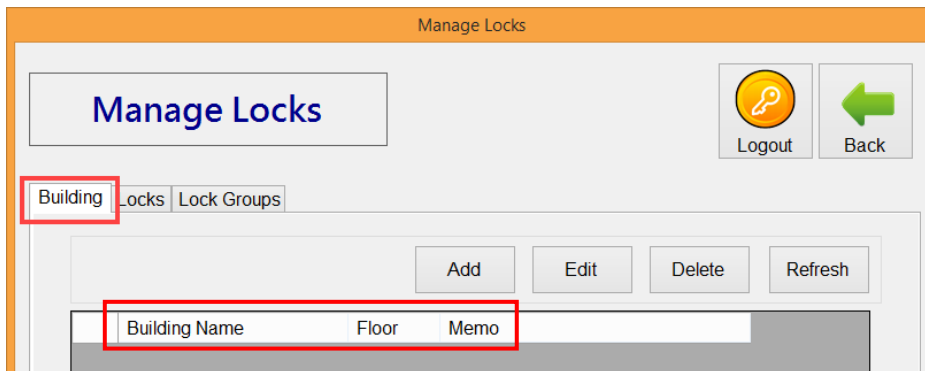 Manage Locks
Manage Locks
Logout Back
Building Locks Lock Groups
Add Edit Delete Refresh
Building Name Floor Memo